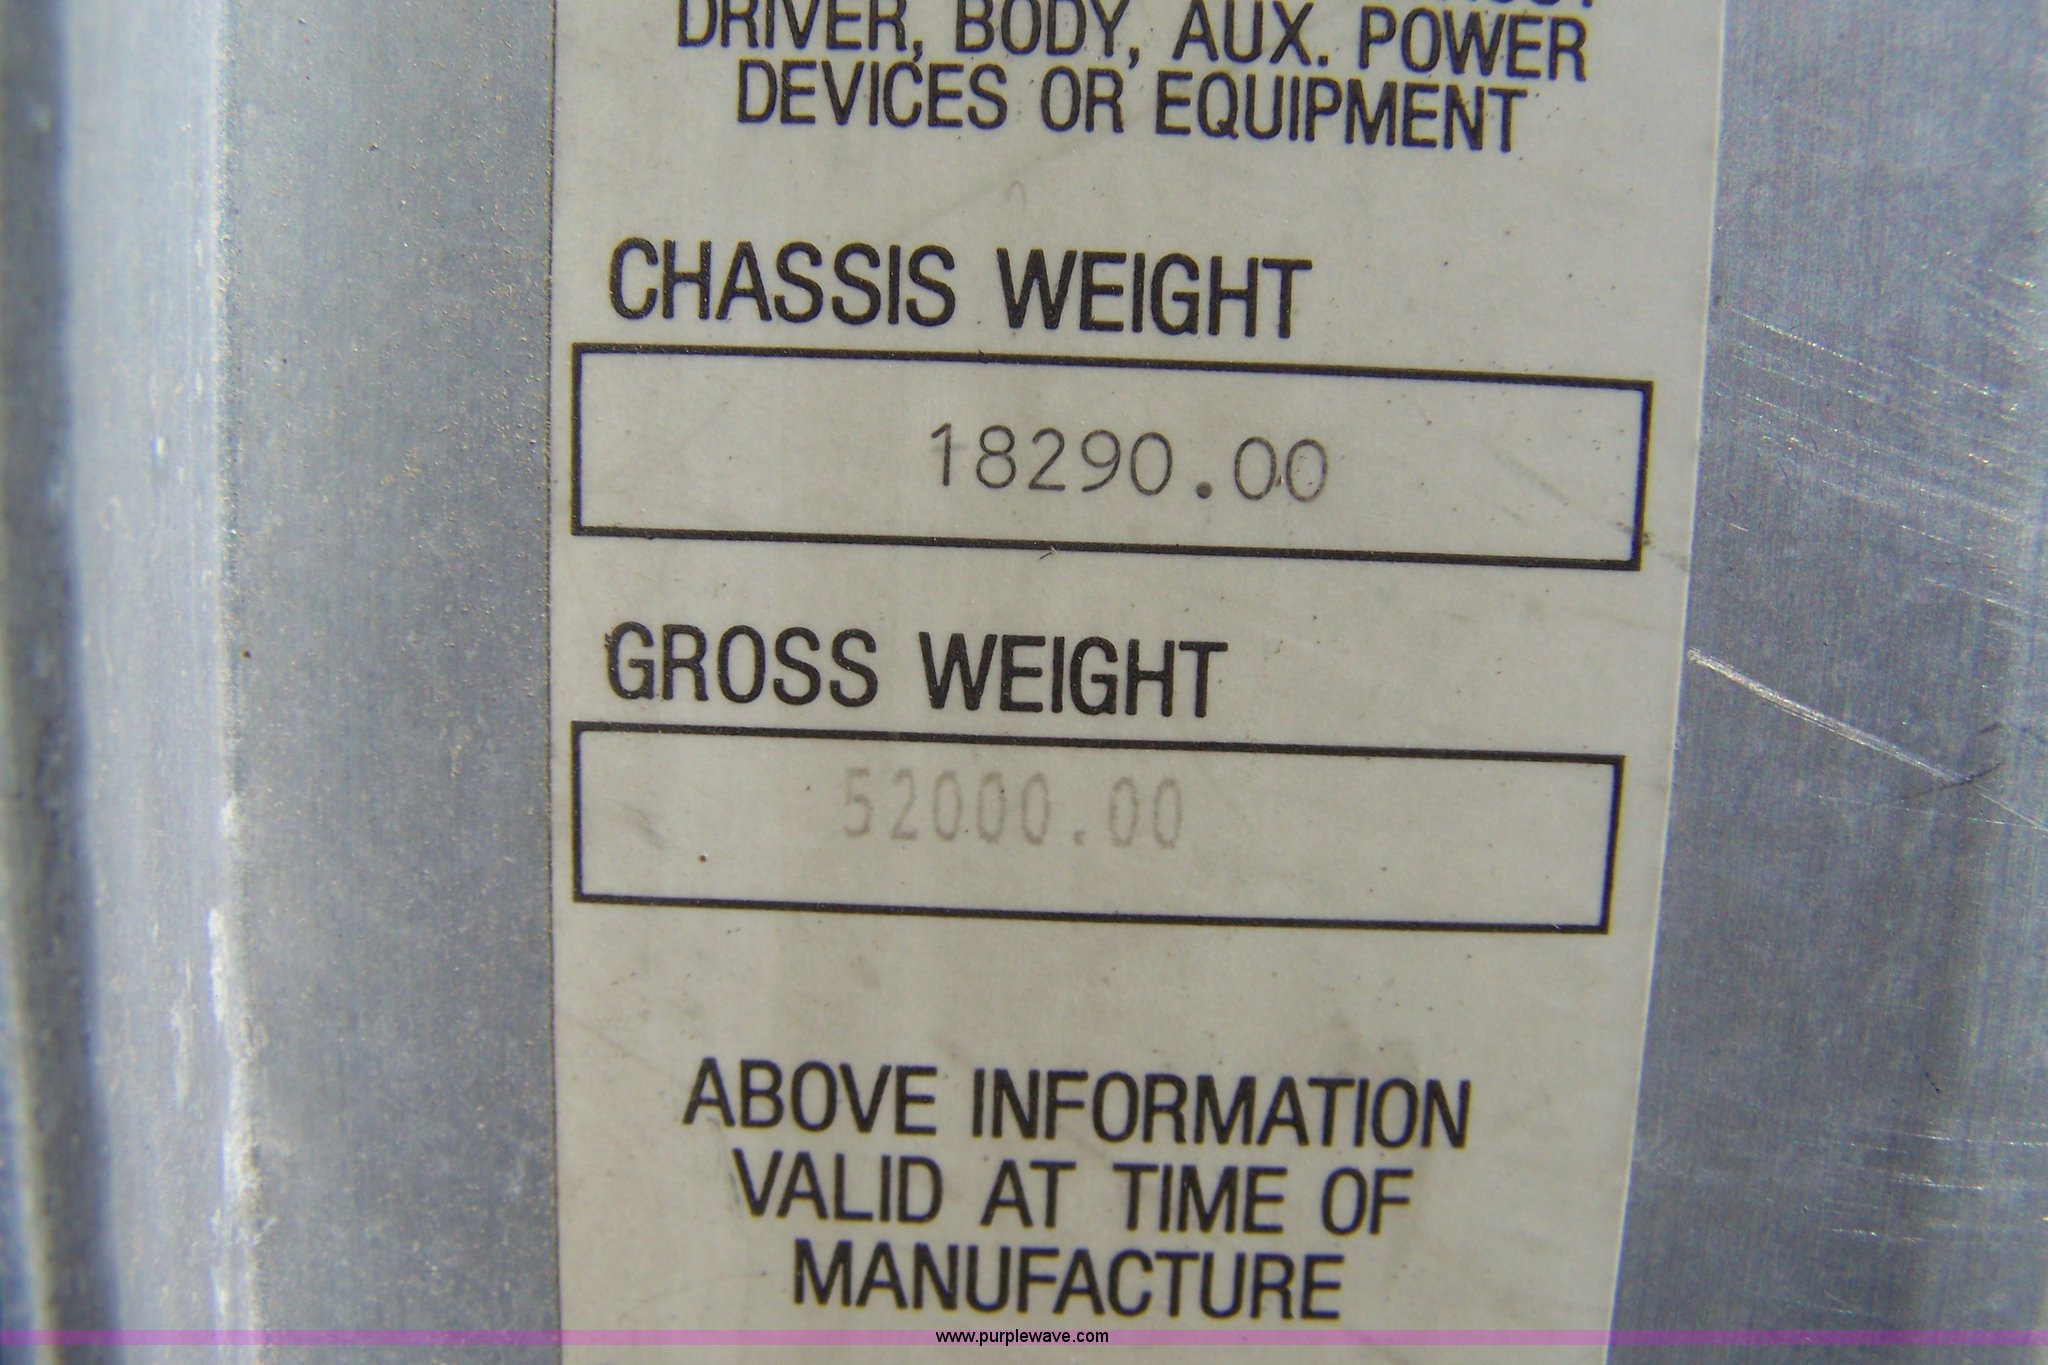 DRIVER, BODY, AUX. POWER
DEVICES OR EQUIPMENT
CHASSIS WEIGHT
18290.00
GROSS WEIGHT
52000.00
ABOVE INFORMATION
VALID AT TIME OF
MANUFACTURE
www.purplewave.com